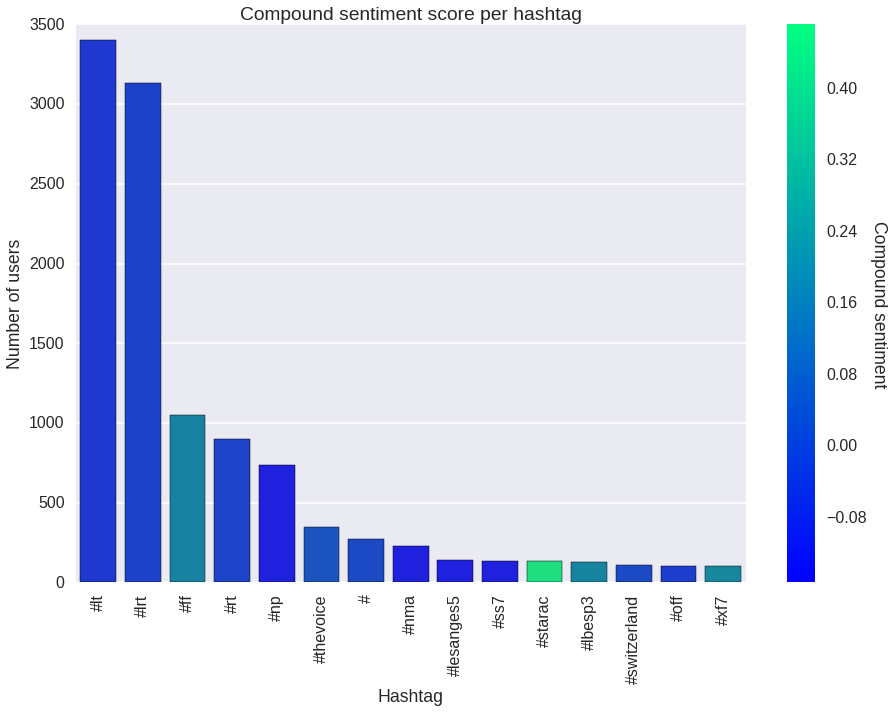 Compound sentiment score per hashtag
3500
3000
2500
2000
1500
1000
500
0
Number of users
#lt
#lrt
#ff
#rt
#np
#thevoice
#
#nma
#lesanges5
#ss7
#starac
#lbesp3
#switzerland
#off
#xf7
Hashtag
0.40
0.32
0.24
0.16
0.08
0.00
−0.08
Compound sentiment